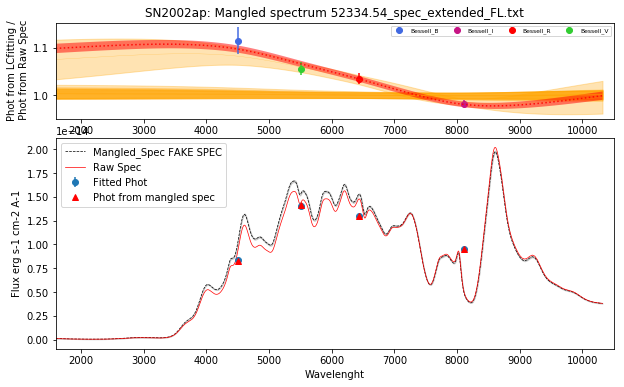 SN2002ap: Mangled spectrum 52334.54_spec_extended_FL.txt
Phot from LCfitting /
Phot from Raw Spec
1.1
1.0
Bessell_B
Bessell_I
Bessell_R
Bessell_V
2000 3000 4000 5000 6000 7000 8000 9000 10000
1e−14
Flux erg s-1 cm-2 A-1
2.00
1.75
1.50
1.25
1.00
0.75
0.50
0.25
0.00
Mangled_Spec FAKE SPEC
Raw Spec
Fitted Phot
Phot from mangled spec
2000 3000 4000 5000 6000 7000 8000 9000 10000
Wavelenght